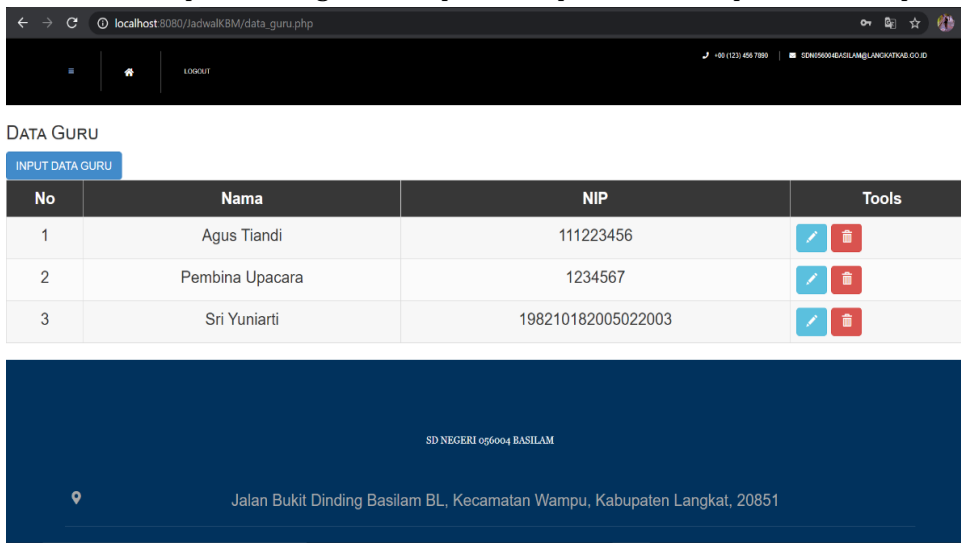 localhost:8080/JadwalKBM/data_guru.php
LOGOUT
+00 (123) 456 7890
SDN056004BASILAM@LANGKATKAB.GO.ID
DATA GURU
INPUT DATA GURU
No Nama NIP Tools
1 Agus Tiandi 111223456
2 Pembina Upacara 1234567
3 Sri Yuniarti 198210182005022003
SD NEGERI 056004 BASILAM
Jalan Bukit Dinding Basilam BL, Kecamatan Wampu, Kabupaten Langkat, 20851